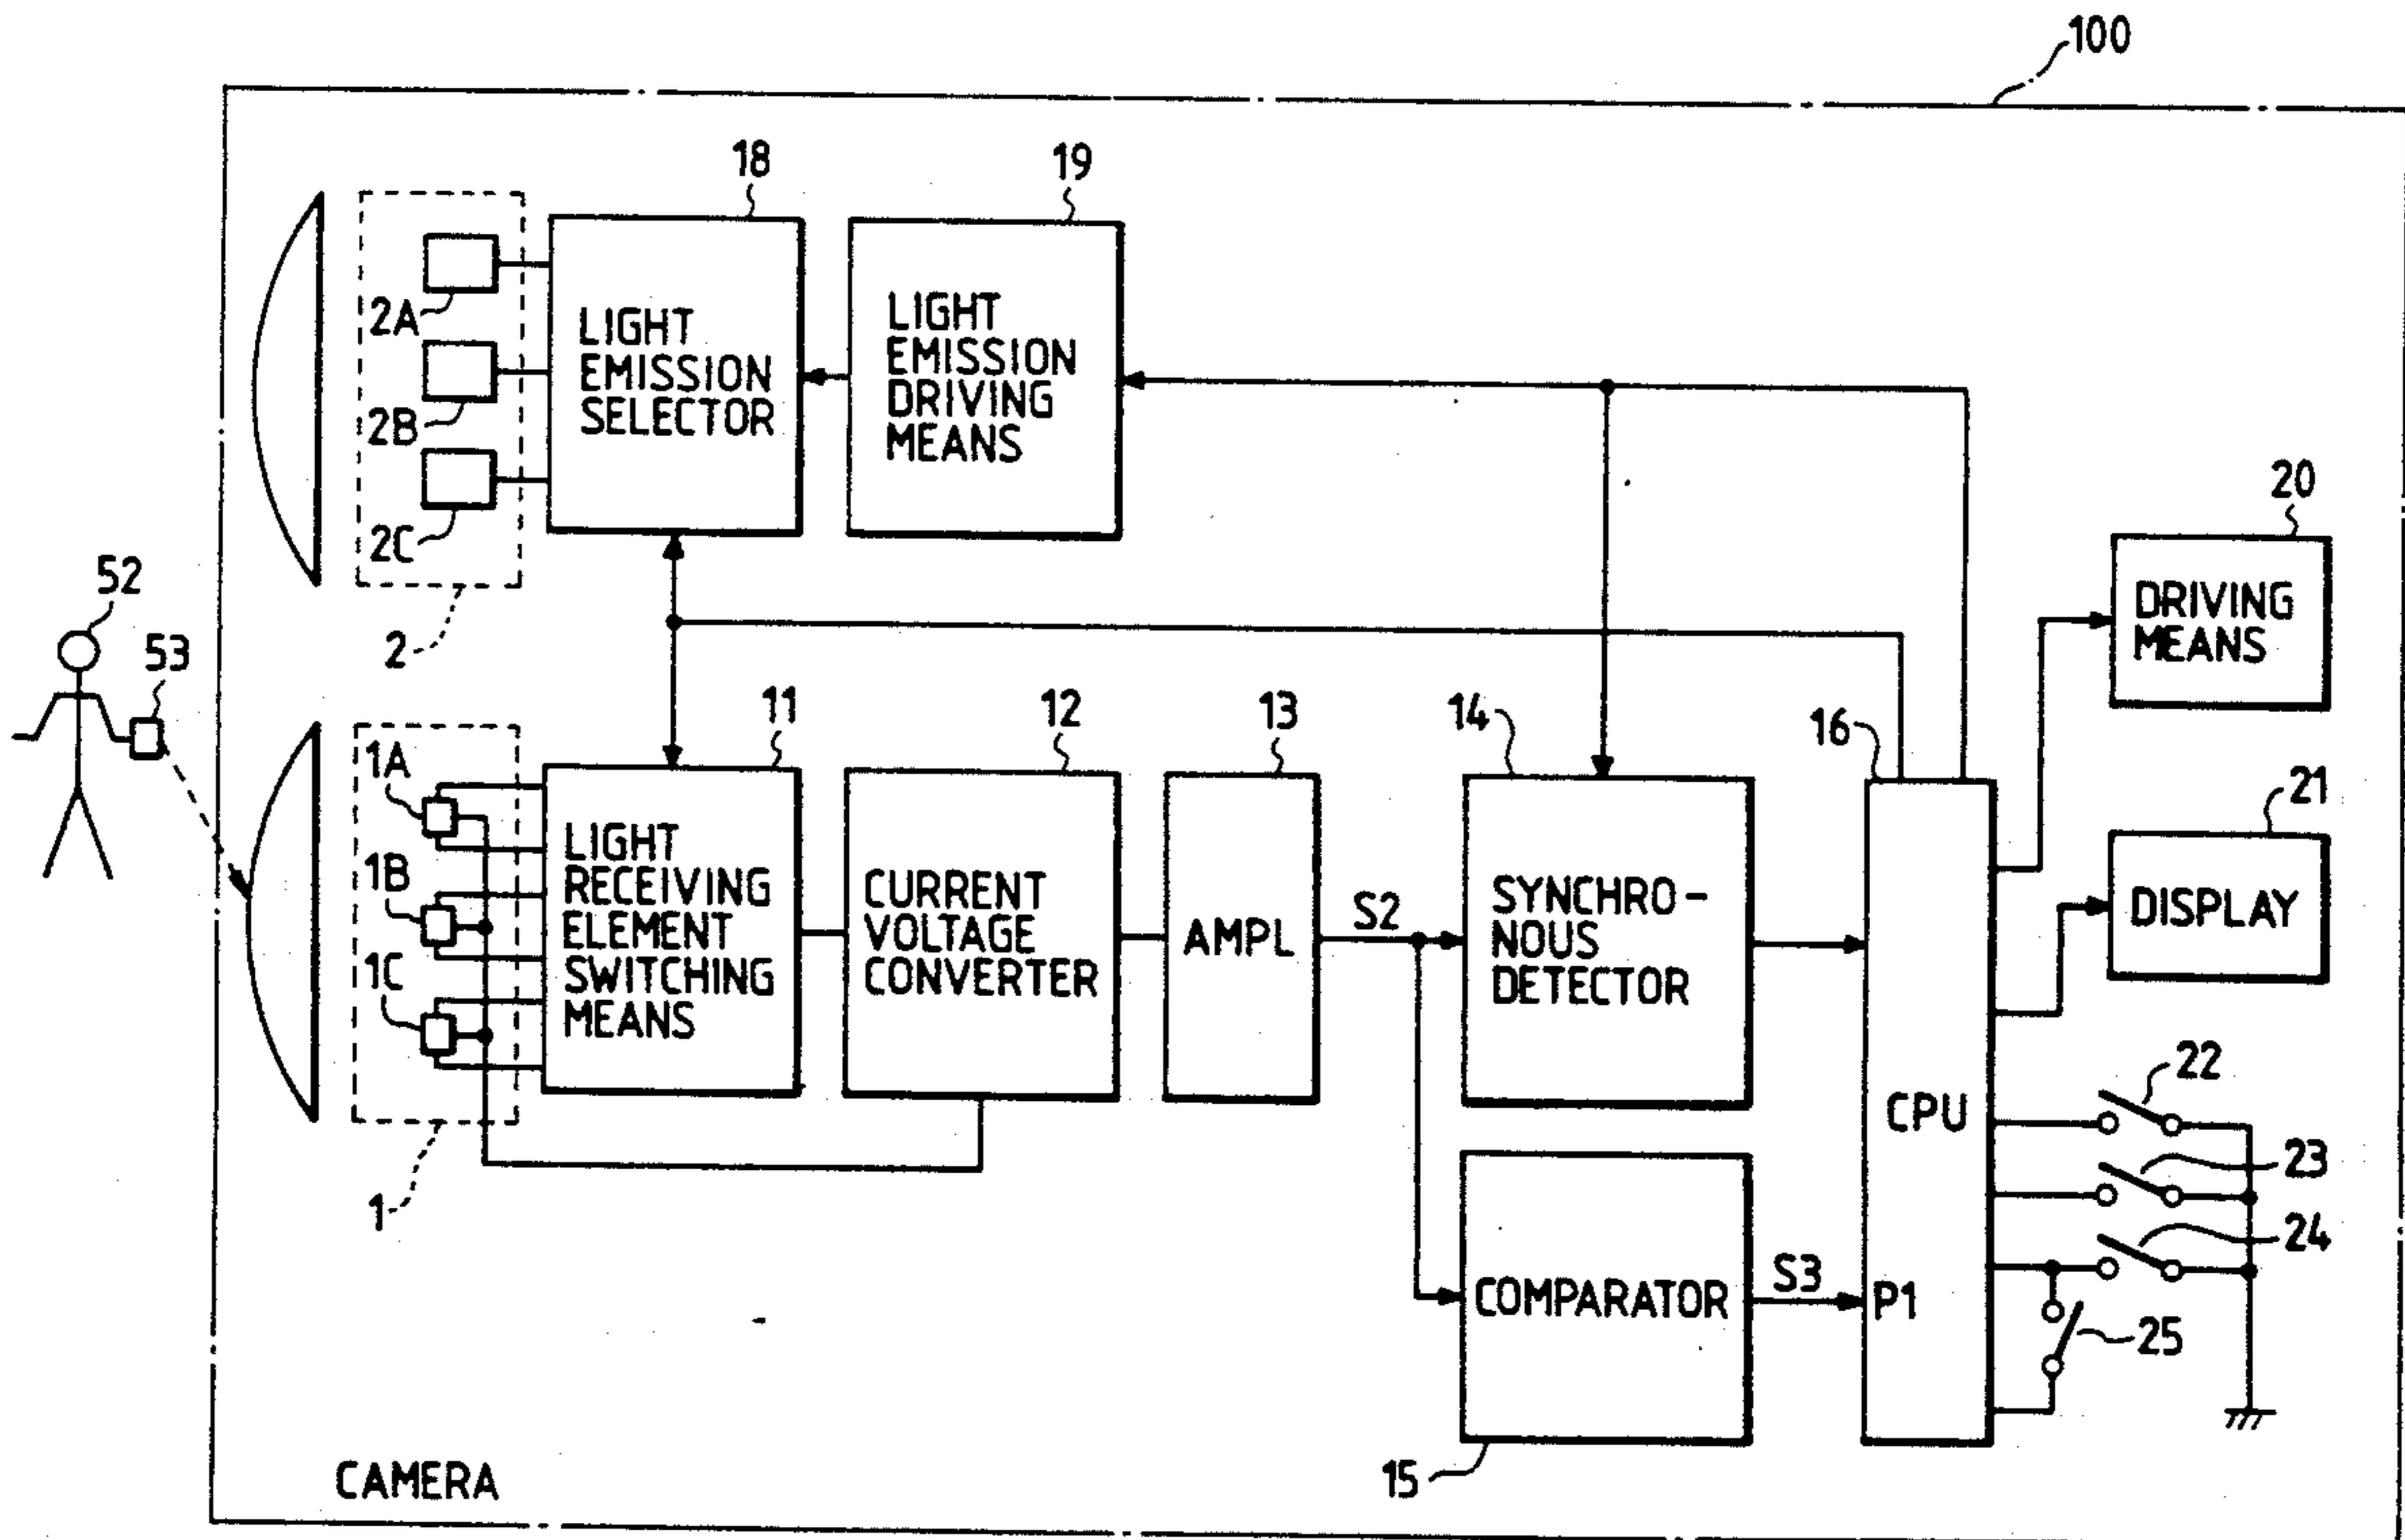 100
18
19
2A
2B
2C
LIGHT
EMISSION
SELECTOR
LIGHT
EMISSION
DRIVING
MEANS
20
DRIVING
MEANS
52
53
2
11
12
13
14
16
1A
1B
1C
LIGHT
RECEIVING
ELEMENT
SWITCHING
MEANS
CURRENT
VOLTAGE
CONVERTER
AMPL
S2
SYNCHRO-
NOUS
DETECTOR
21
DISPLAY
CPU
22
23
24
25
1
COMPARATOR
S3
P1
15
CAMERA